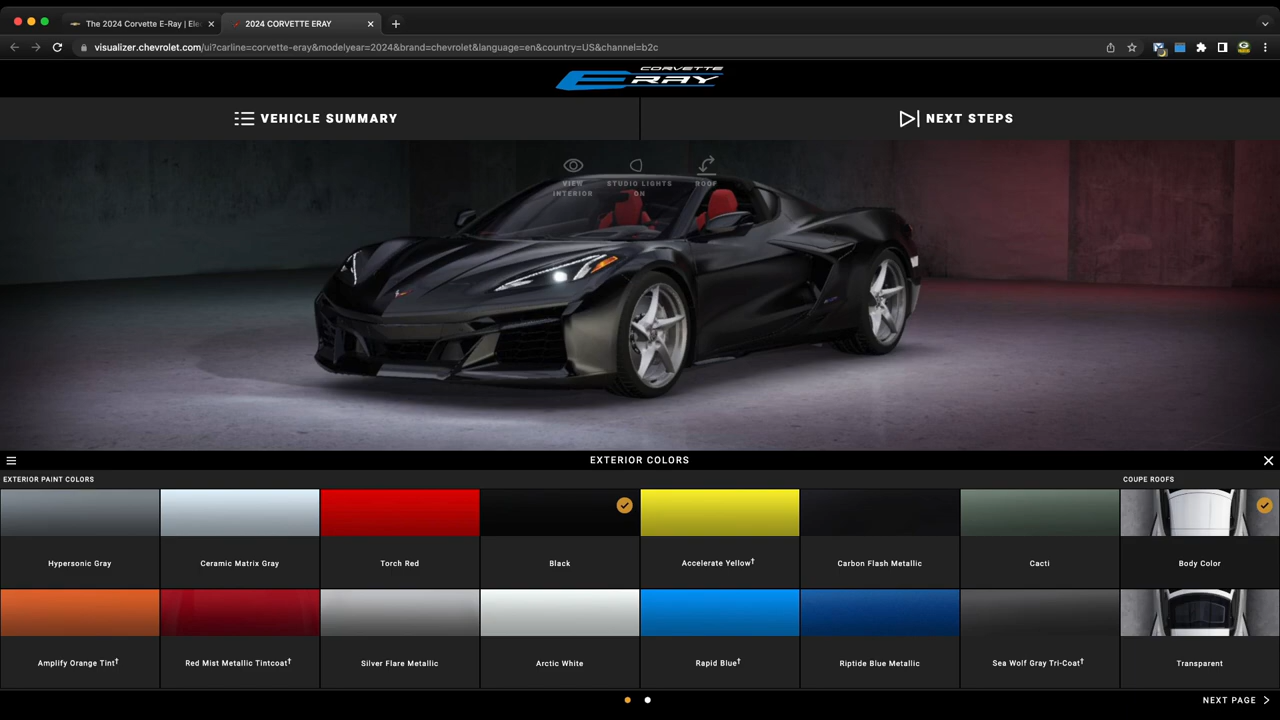 The 2024 Corvette E-Ray | Ele
2024 CORVETTE ERAY
visualizer.chevrolet.com/ui?carline=corvette-eray&modelyear=2024&brand=chevrolet&language=en&country=US&channel=b2c
CORVETTE
E RAY
VEHICLE SUMMARY
NEXT STEPS
VIEW INTERIOR
STUDIO LIGHTS ON
ROOF
EXTERIOR COLORS
EXTERIOR PAINT COLORS
COUPE ROOFS
Hypersonic Gray
Ceramic Matrix Gray
Torch Red
Black
Accelerate Yellow†
Carbon Flash Metallic
Cacti
Body Color
Amplify Orange Tint†
Red Mist Metallic Tintcoat†
Silver Flare Metallic
Arctic White
Rapid Blue†
Riptide Blue Metallic
Sea Wolf Gray Tri-Coat†
Transparent
NEXT PAGE